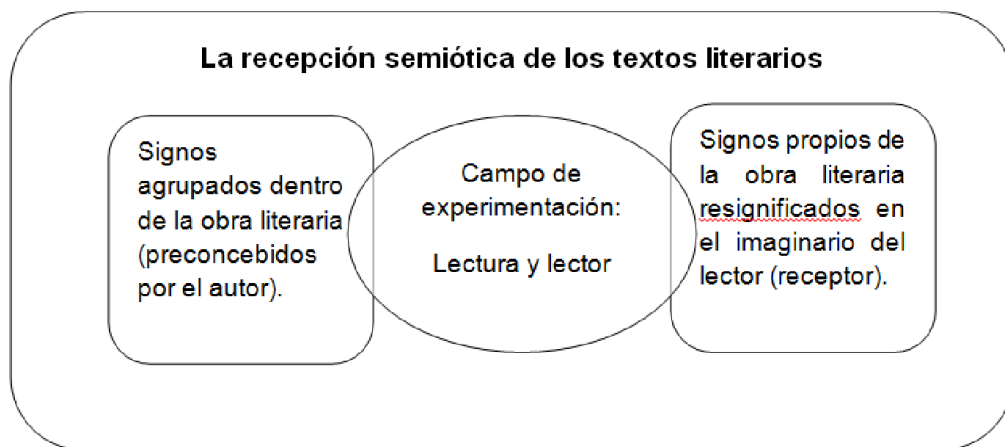 La recepción semiótica de los textos literarios
Signos
agrupados dentro
de la obra literaria
(preconcebidos
por el autor).
Campo de
experimentación:
Lectura y lector
Signos propios de
la obra literaria
resignificados en
el imaginario del
lector (receptor).